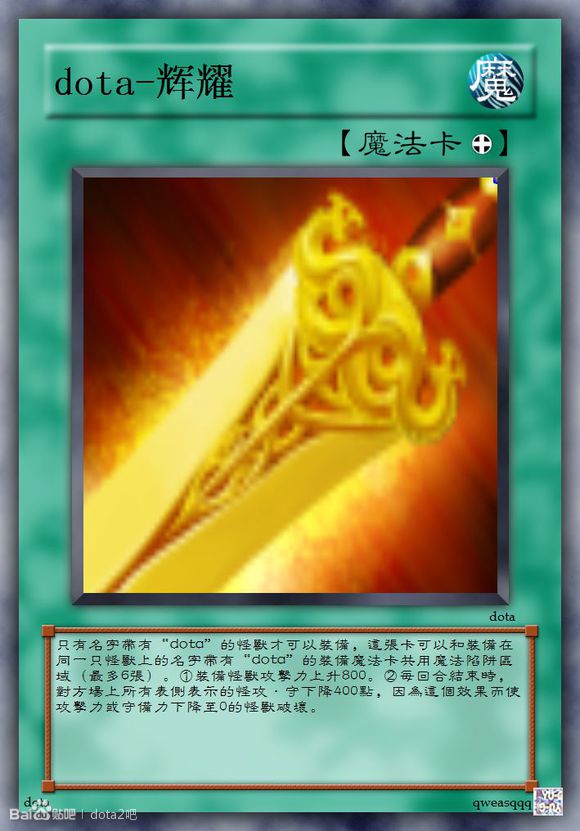 dota-辉耀
魔
【魔法卡】
dota
只有名字帶有“dota”的怪獸才可以裝備，這張卡可以和裝備在
同一只怪獸上的名字帶有“dota”的裝備魔法卡共用魔法陷阱區
域（最多6張）。①裝備怪獸攻擊力上升800。②每回合結束時，
對方場上所有表側表示的怪攻·守下降400點，因為這個效果而使
攻擊力或守備力下降至0的怪獸破壞。
dota
qweasqqq
Bai贴吧 | dota2吧